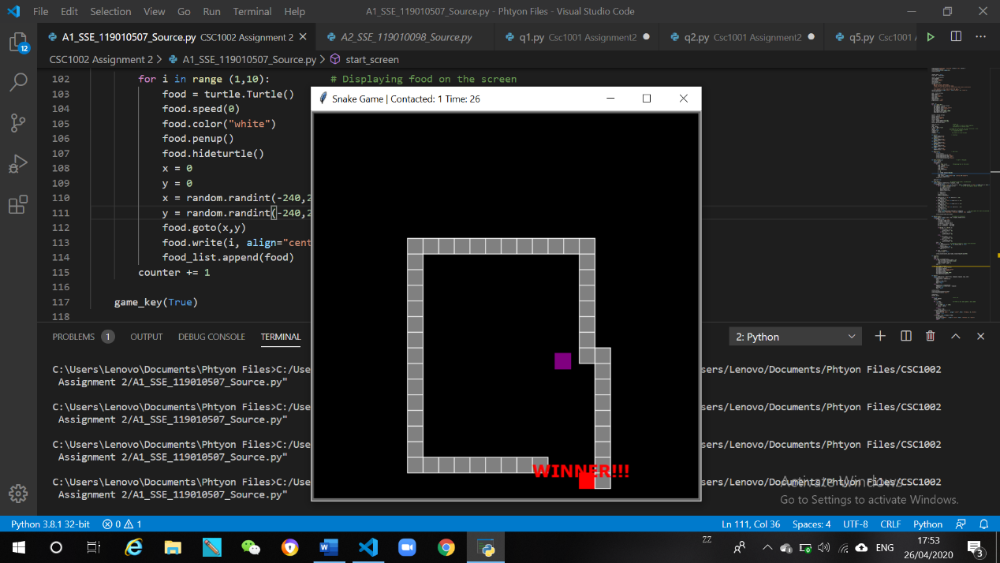 File Edit Selection View Go Run Terminal Help A1_SSE_119010507_Source.py - Phtyon Files - Visual Studio Code
A1_SSE_119010507_Source.py CSC1002 Assignment 2 A2_SSE_119010098_Source.py q1.py Csc1001 Assignment2 q2.py Csc1001 Assignment2 q5.py Csc1001
12
CSC1002 Assignment 2 > A1_SSE_119010507_Source.py > start_screen
102 for i in range (1,10): # Displaying food on the screen
103 food = turtle.Turtle()
104 food.speed(0)
105 food.color("white")
106 food.penup()
107 food.hideturtle()
108 x = 0
109 y = 0
110 x = random.randint(-240,2
111 y = random.randint(-240,2
112 food.goto(x,y)
113 food.write(i, align="cent
114 food_list.append(food)
115 counter += 1
116
117 game_key(True)
118
Snake Game | Contacted: 1 Time: 26
WINNER!!!
PROBLEMS 1 OUTPUT DEBUG CONSOLE TERMINAL 2: Python
C:\Users\Lenovo\Documents\Phtyon Files>C:/Use sers/Lenovo/Documents/Phtyon Files/CSC1002
Assignment 2/A1_SSE_119010507_Source.py"
C:\Users\Lenovo\Documents\Phtyon Files>C:/Use sers/Lenovo/Documents/Phtyon Files/CSC1002
Assignment 2/A1_SSE_119010507_Source.py"
C:\Users\Lenovo\Documents\Phtyon Files>C:/Use sers/Lenovo/Documents/Phtyon Files/CSC1002
Assignment 2/A1_SSE_119010507_Source.py"
C:\Users\Lenovo\Documents\Phtyon Files>C:/Use sers/Lenovo/Documents/Phtyon Files/CSC1002
Assignment 2/A1_SSE_119010507_Source.py"
Activate Windows
Go to Settings to activate Windows.
Python 3.8.1 32-bit 0 1 Ln 111, Col 36 Spaces: 4 UTF-8 CRLF Python
ZZ
ENG 17:53
26/04/2020
3